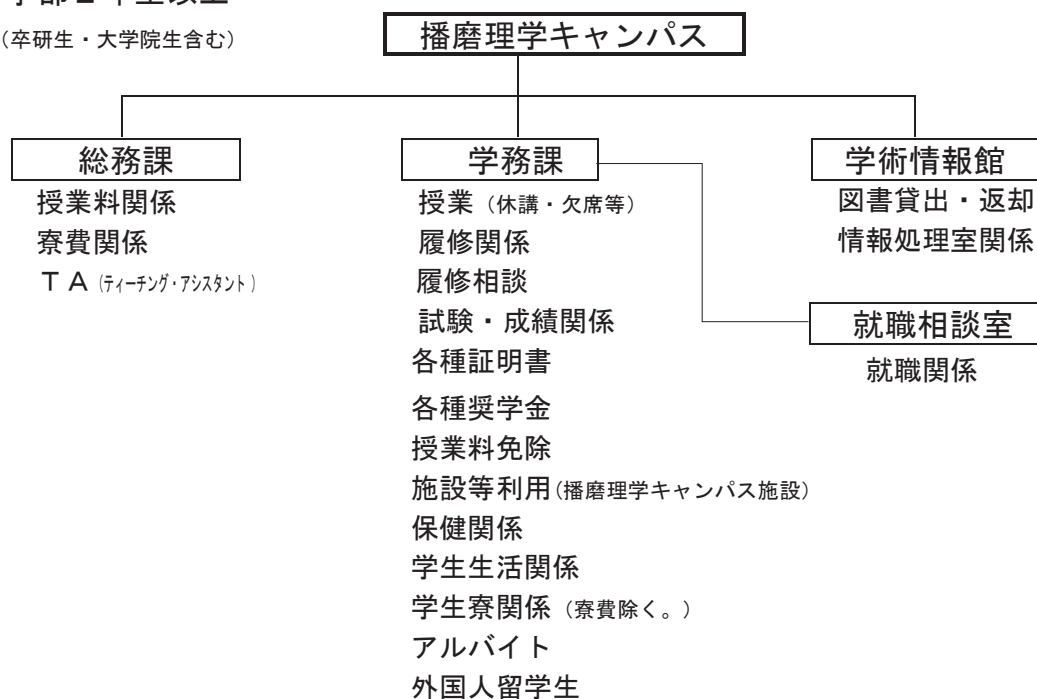 （卒研生・大学院生含む）
播磨理学キャンパス
総務課
授業料関係
寮費関係
ＴＡ（ティーチング・アシスタント）
学務課
授業（休講・欠席等）
履修関係
履修相談
試験・成績関係
各種証明書
各種奨学金
授業料免除
施設等利用（播磨理学キャンパス施設）
保健関係
学生生活関係
学生寮関係（寮費除く。）
アルバイト
外国人留学生
学術情報館
図書貸出・返却
情報処理室関係
就職相談室
就職関係